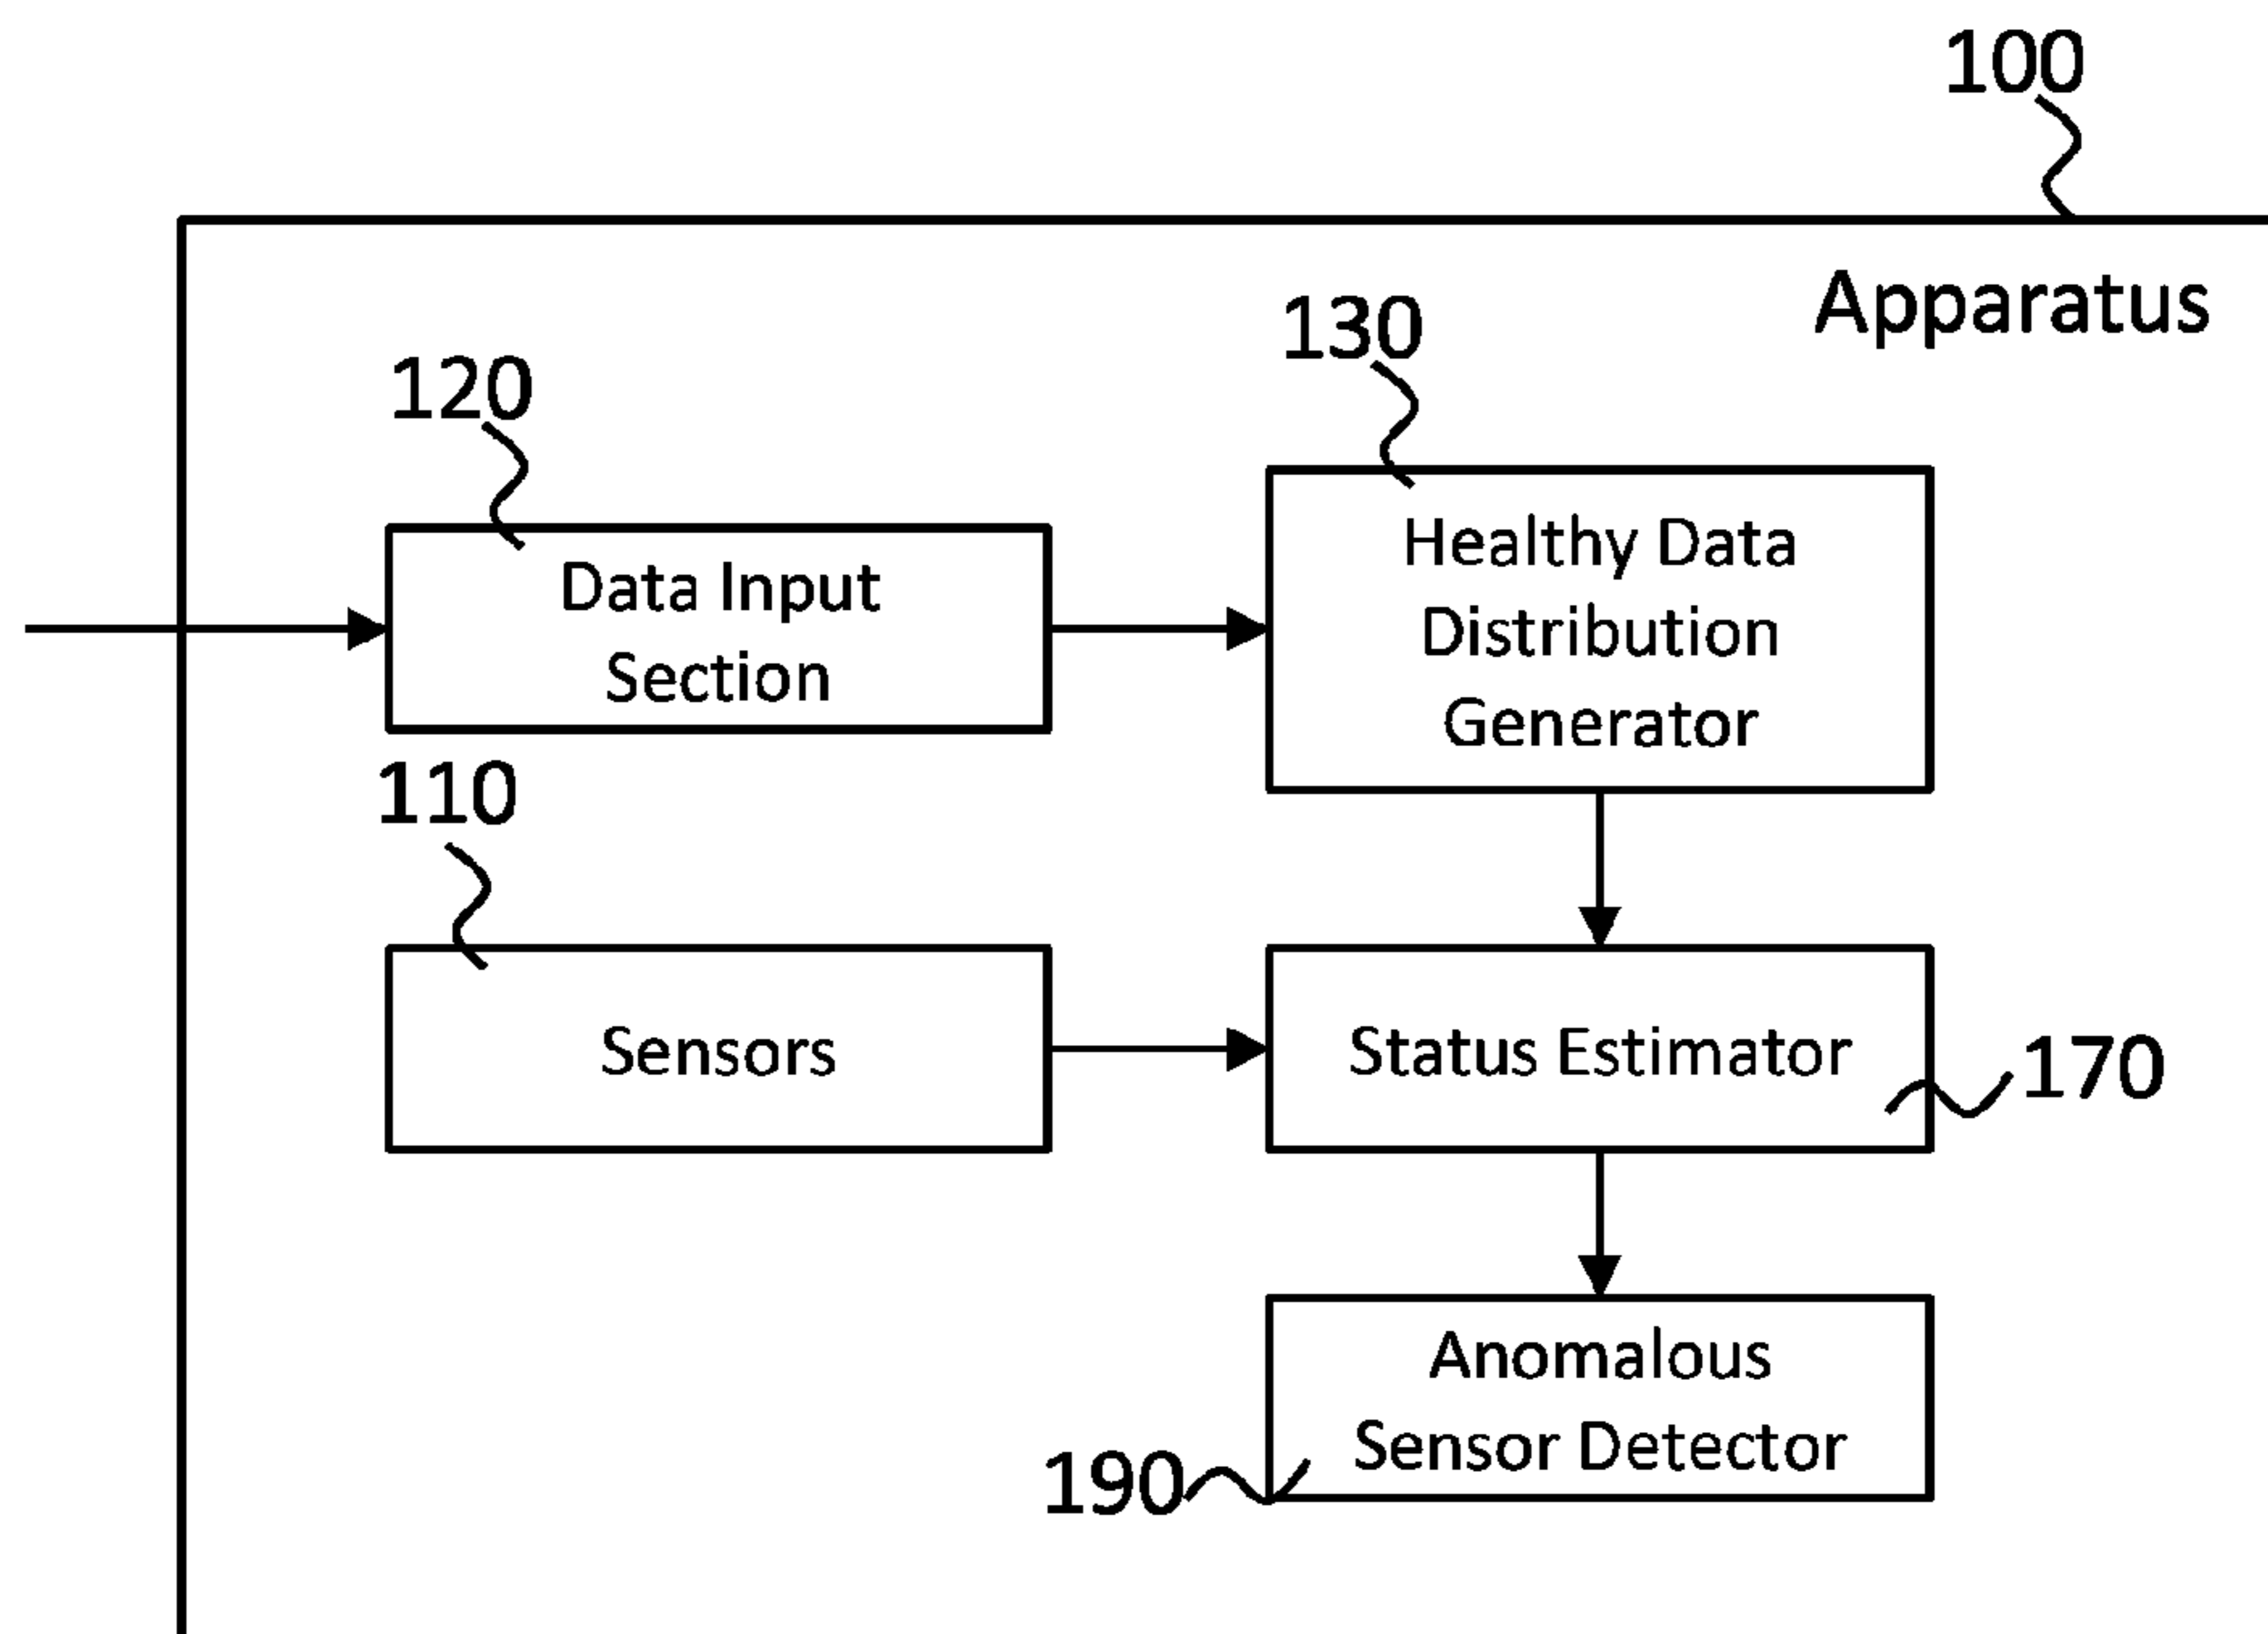 100
Apparatus
130
120
Healthy Data
Distribution
Generator
Data Input
Section
110
Sensors
Status Estimator
170
Anomalous
Sensor Detector
190